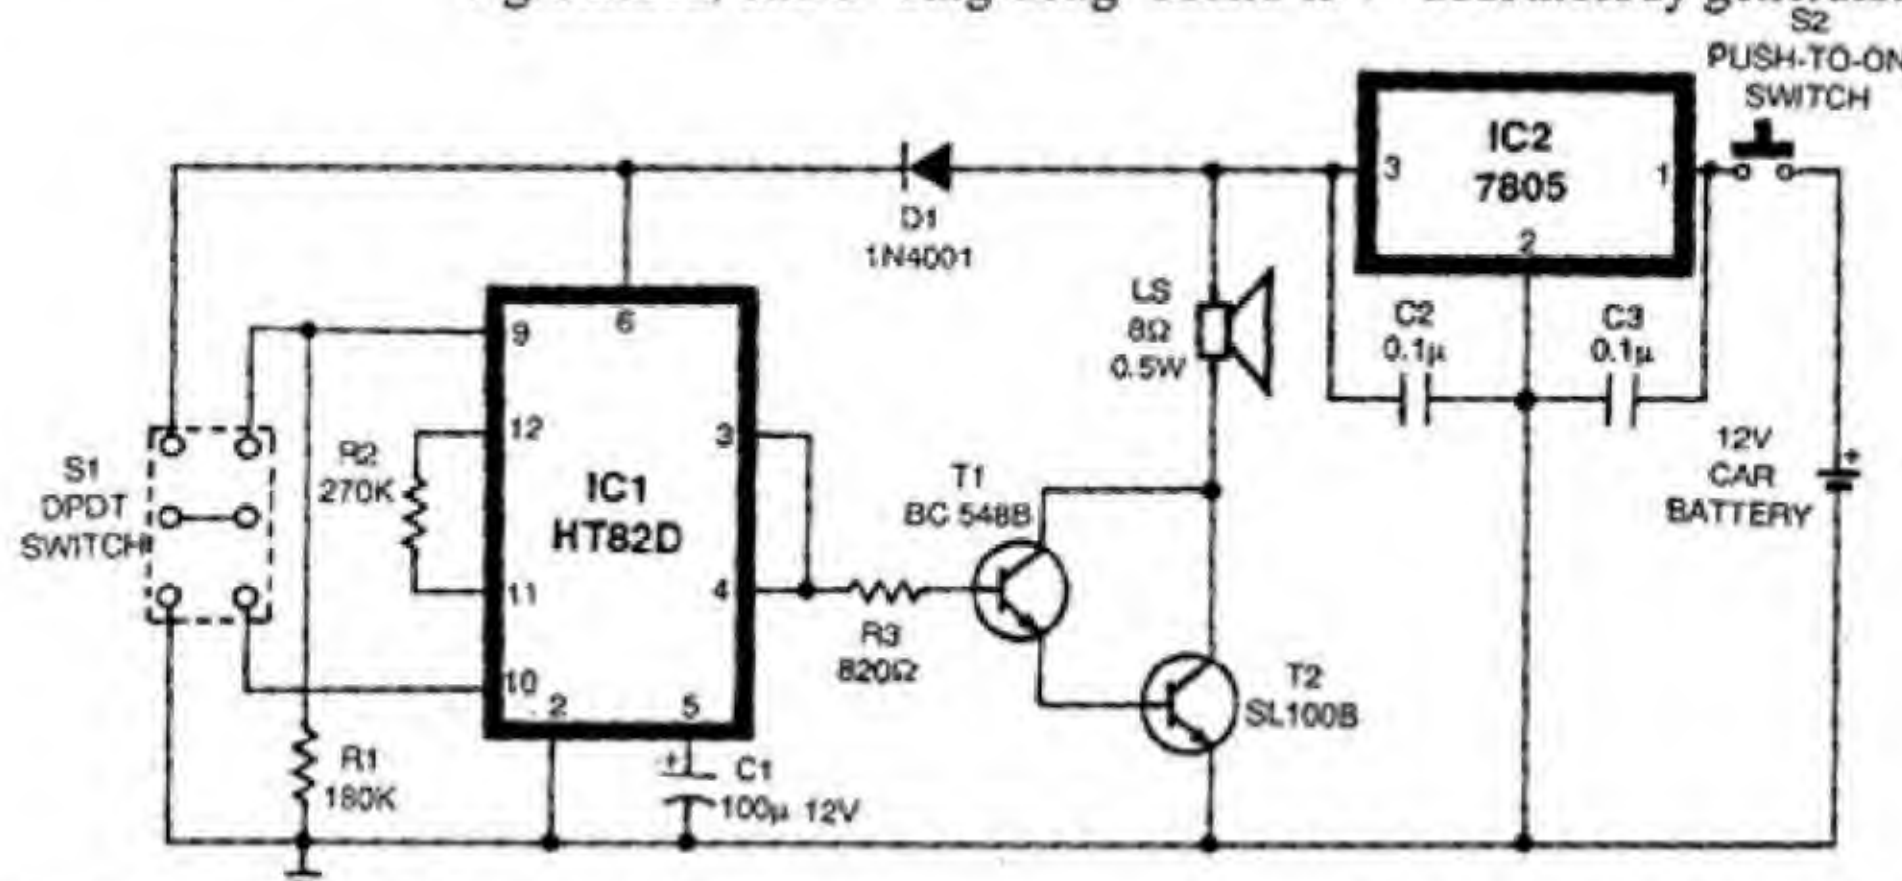 S2
PUSH-TO-ON
SWITCH
IC2
7805
3
1
2
D1
1N4001
LS
8Ω
0.5W
C2
0.1µ
C3
0.1µ
12V
CAR
BATTERY
+
S1
DPDT
SWITCH
R2
270K
R1
180K
IC1
HT82D
9
6
12
3
11
4
10
2
5
+
C1
100µ 12V
R3
820Ω
T1
BC 548B
T2
SL100B